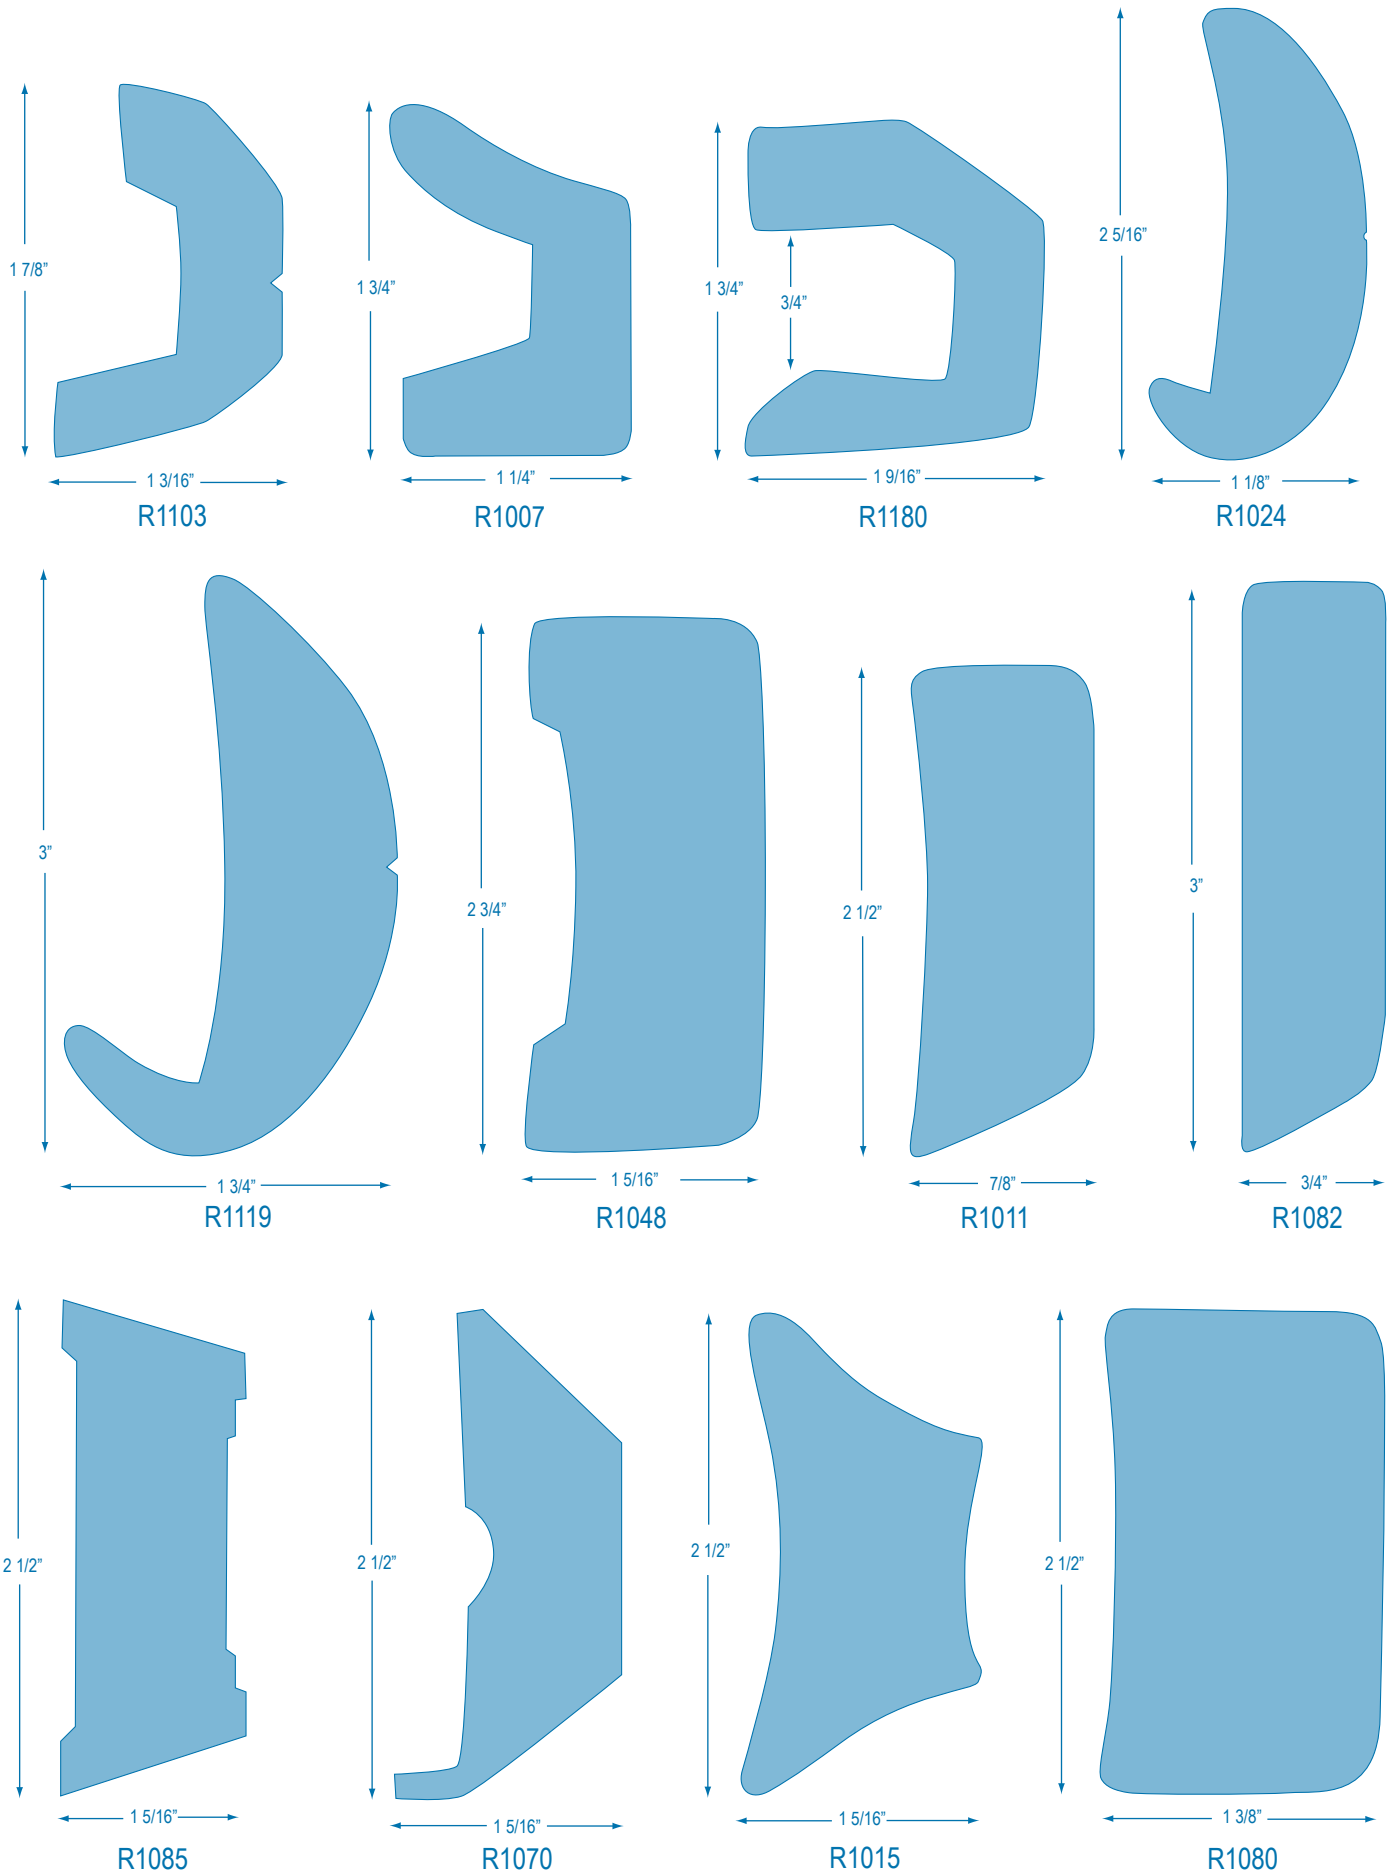 1 7/8”
1 3/16”
R1103
1 3/4”
1 1/4”
R1007
1 3/4”
3/4”
1 9/16”
R1180
2 5/16”
1 1/8”
R1024
3”
1 3/4”
R1119
2 3/4”
1 5/16”
R1048
2 1/2”
7/8”
R1011
3”
3/4”
R1082
2 1/2”
1 5/16”
R1085
2 1/2”
1 5/16”
R1070
2 1/2”
1 5/16”
R1015
2 1/2”
1 3/8”
R1080